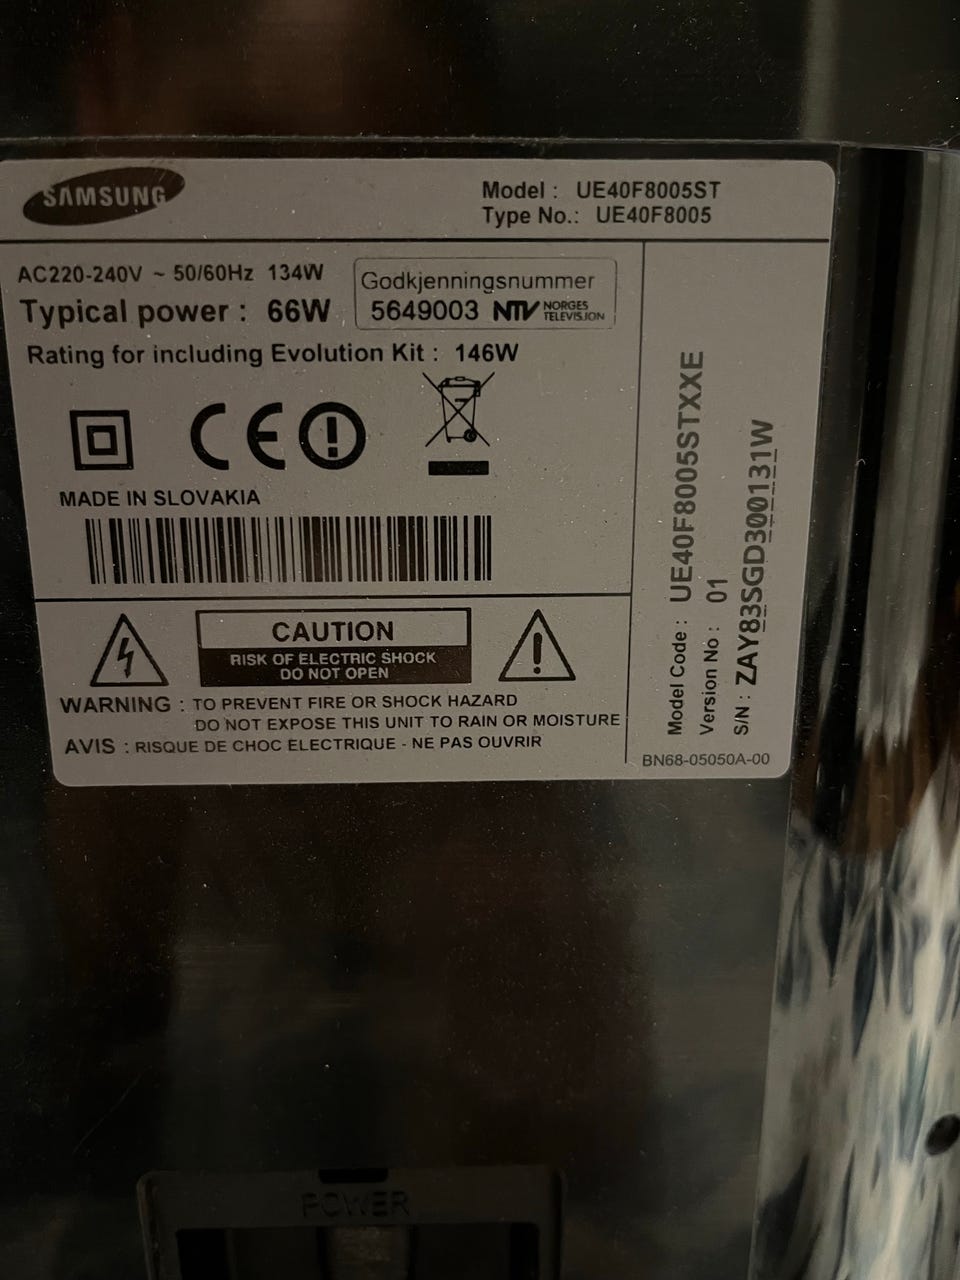 SAMSUNG
Model : UE40F8005ST
Type No.: UE40F8005
AC220-240V ~ 50/60Hz 134W
Typical power : 66W
Godkjenningsnummer
5649003 NTV NORGES TELEVISJON
Rating for including Evolution Kit : 146W
CE
MADE IN SLOVAKIA
CAUTION
RISK OF ELECTRIC SHOCK
DO NOT OPEN
WARNING : TO PREVENT FIRE OR SHOCK HAZARD
DO NOT EXPOSE THIS UNIT TO RAIN OR MOISTURE
AVIS : RISQUE DE CHOC ELECTRIQUE - NE PAS OUVRIR
Model Code : UE40F8005STXXE
Version No : 01
S/N : ZAY83SGD300131W
BN68-05050A-00
POWER